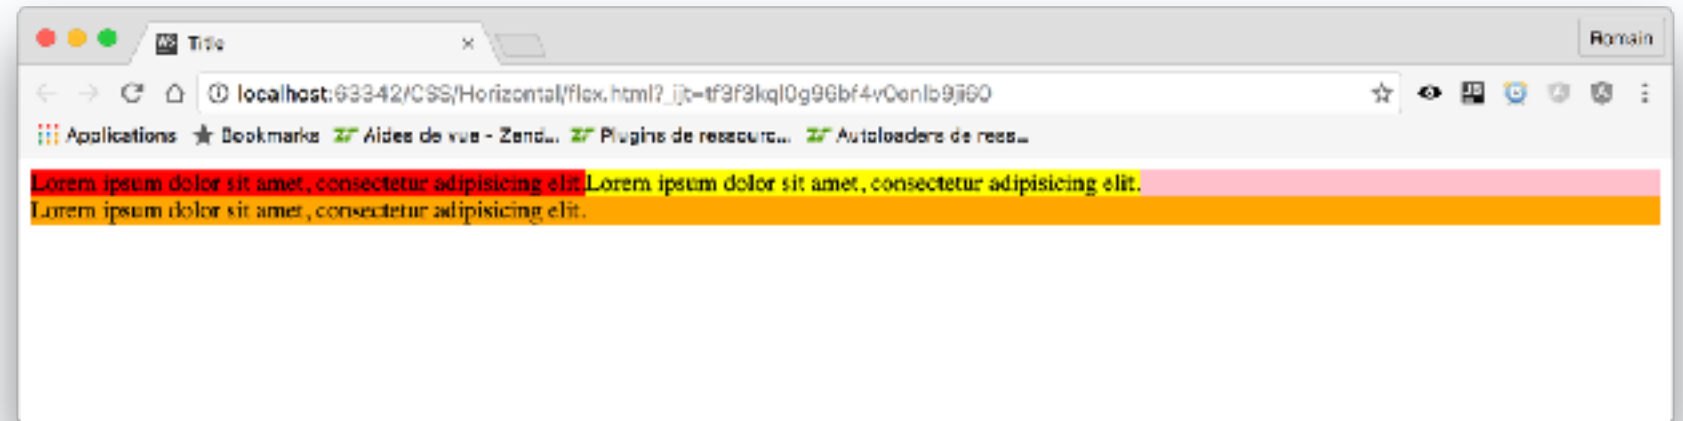 Title
Romain
localhost:63342/CSS/Horizontal/flex.html?_ijt=
Applications Bookmarks Aides de vue - Zend... Plugins de ressourc... Autoloaders de ress...
Lorem ipsum dolor sit amet, consectetur adipisicing elit.Lorem ipsum dolor sit amet, consectetur adipisicing elit.
Lorem ipsum dolor sit amet, consectetur adipisicing elit.